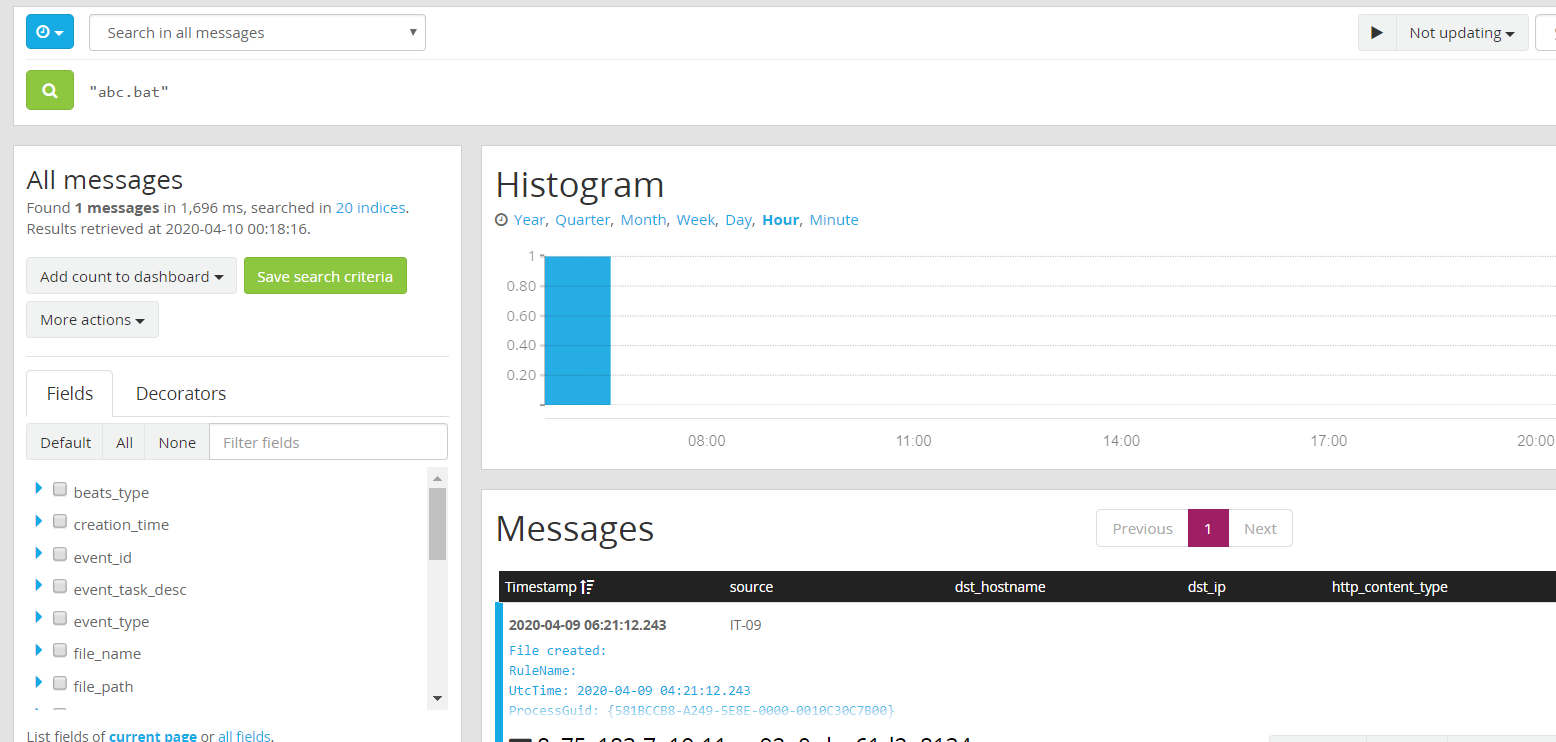 Search in all messages
Not updating
"abc.bat"
All messages
Found 1 messages in 1,696 ms, searched in 20 indices.
Results retrieved at 2020-04-10 00:18:16.
Add count to dashboard
Save search criteria
More actions
Fields
Decorators
Default
All
None
Filter fields
beats_type
creation_time
event_id
event_task_desc
event_type
file_name
file_path
List fields of current page or all fields.
Histogram
Year, Quarter, Month, Week, Day, Hour, Minute
1
0.80
0.60
0.40
0.20
08:00 11:00 14:00 17:00 20:00
Messages
Previous 1 Next
Timestamp source dst_hostname dst_ip http_content_type
2020-04-09 06:21:12.243 IT-09
File created:
RuleName:
UtcTime: 2020-04-09 04:21:12.243
ProcessGuid: {581BCCB8-A249-5E8E-0000-0010C30C7B00}